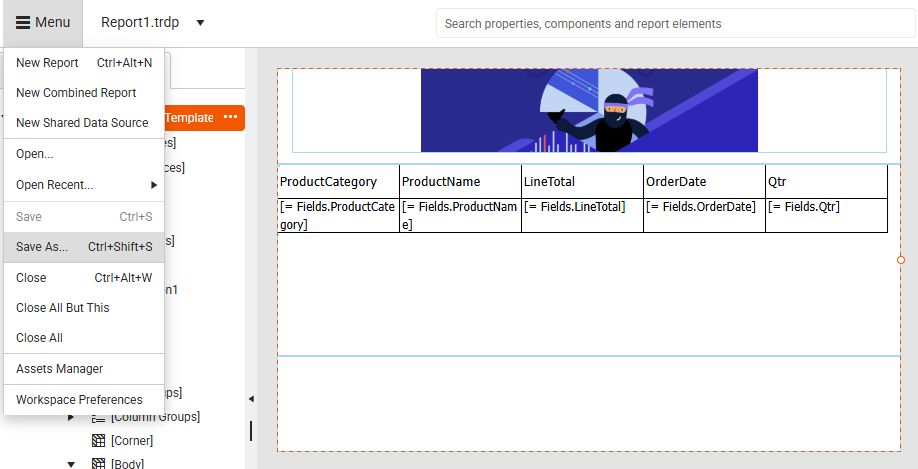 Menu
Report1.trdp
Search properties, components and report elements
New Report Ctrl+Alt+N
New Combined Report
New Shared Data Source
Open...
Open Recent...
Save Ctrl+S
Save As... Ctrl+Shift+S
Close Ctrl+Alt+W
Close All But This
Close All
Assets Manager
Workspace Preferences
Template
es]
ces]
s]
n1
ps]
[Column Groups]
[Corner]
[Body]
ProductCategory ProductName LineTotal OrderDate Qtr
[= Fields.ProductCate [= Fields.ProductNam [= Fields.LineTotal] [= Fields.OrderDate] [= Fields.Qtr]
gory] e]